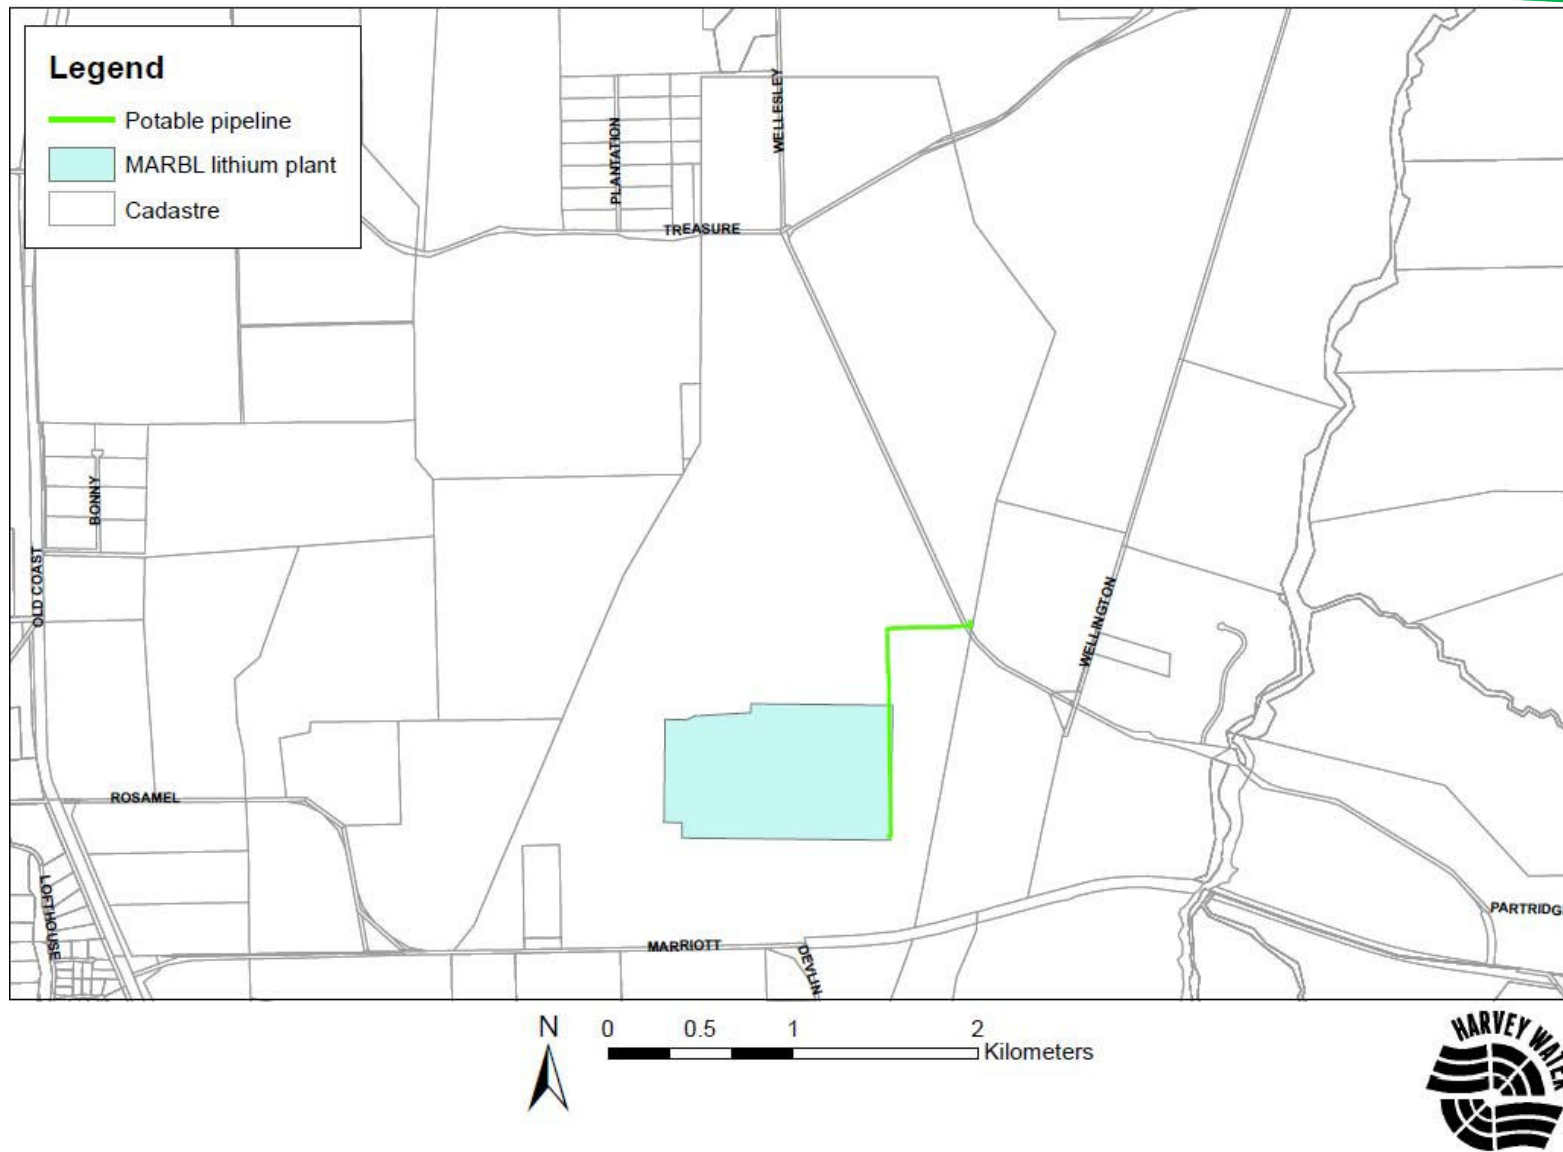 Legend
Potable pipeline
MARBL lithium plant
Cadastre
WELLESLEY
PLANTATION
TREASURE
BONNY
OLD COAST
WELLINGTON
ROSAMEL
LOFTHOUSE
MARRIOTT
DEVLIN
PARTRIDG
N
0 0.5 1 2
Kilometers
HARVEY WATER